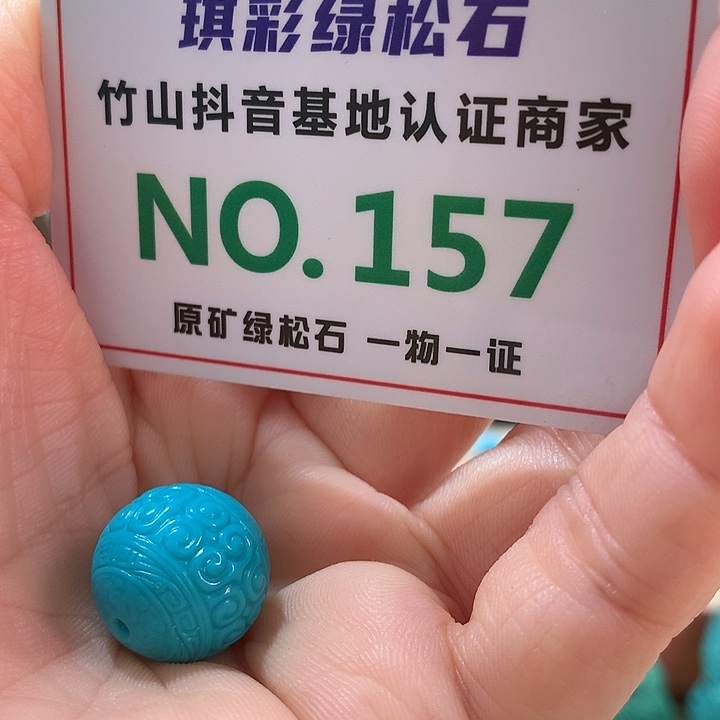 琪彩绿松石
竹山抖音基地认证商家
NO.157
原矿绿松石 一物一证